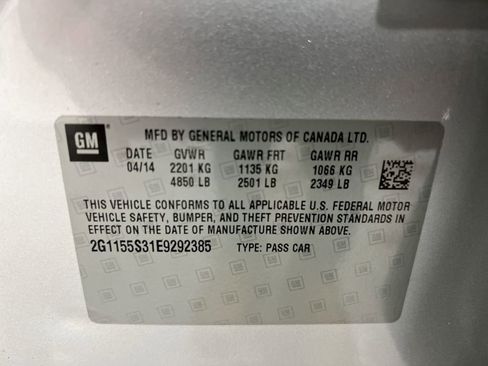 GM
MFD BY GENERAL MOTORS OF CANADA LTD.
DATE GVWR GAWR FRT GAWR RR
04/14 2201 KG 1135 KG 1066 KG
4850 LB 2501 LB 2349 LB
THIS VEHICLE CONFORMS TO ALL APPLICABLE U.S. FEDERAL MOTOR
VEHICLE SAFETY, BUMPER, AND THEFT PREVENTION STANDARDS
IN EFFECT ON THE DATE OF MANUFACTURE SHOWN ABOVE.
2G1155S31E9292385 TYPE: PASS CAR